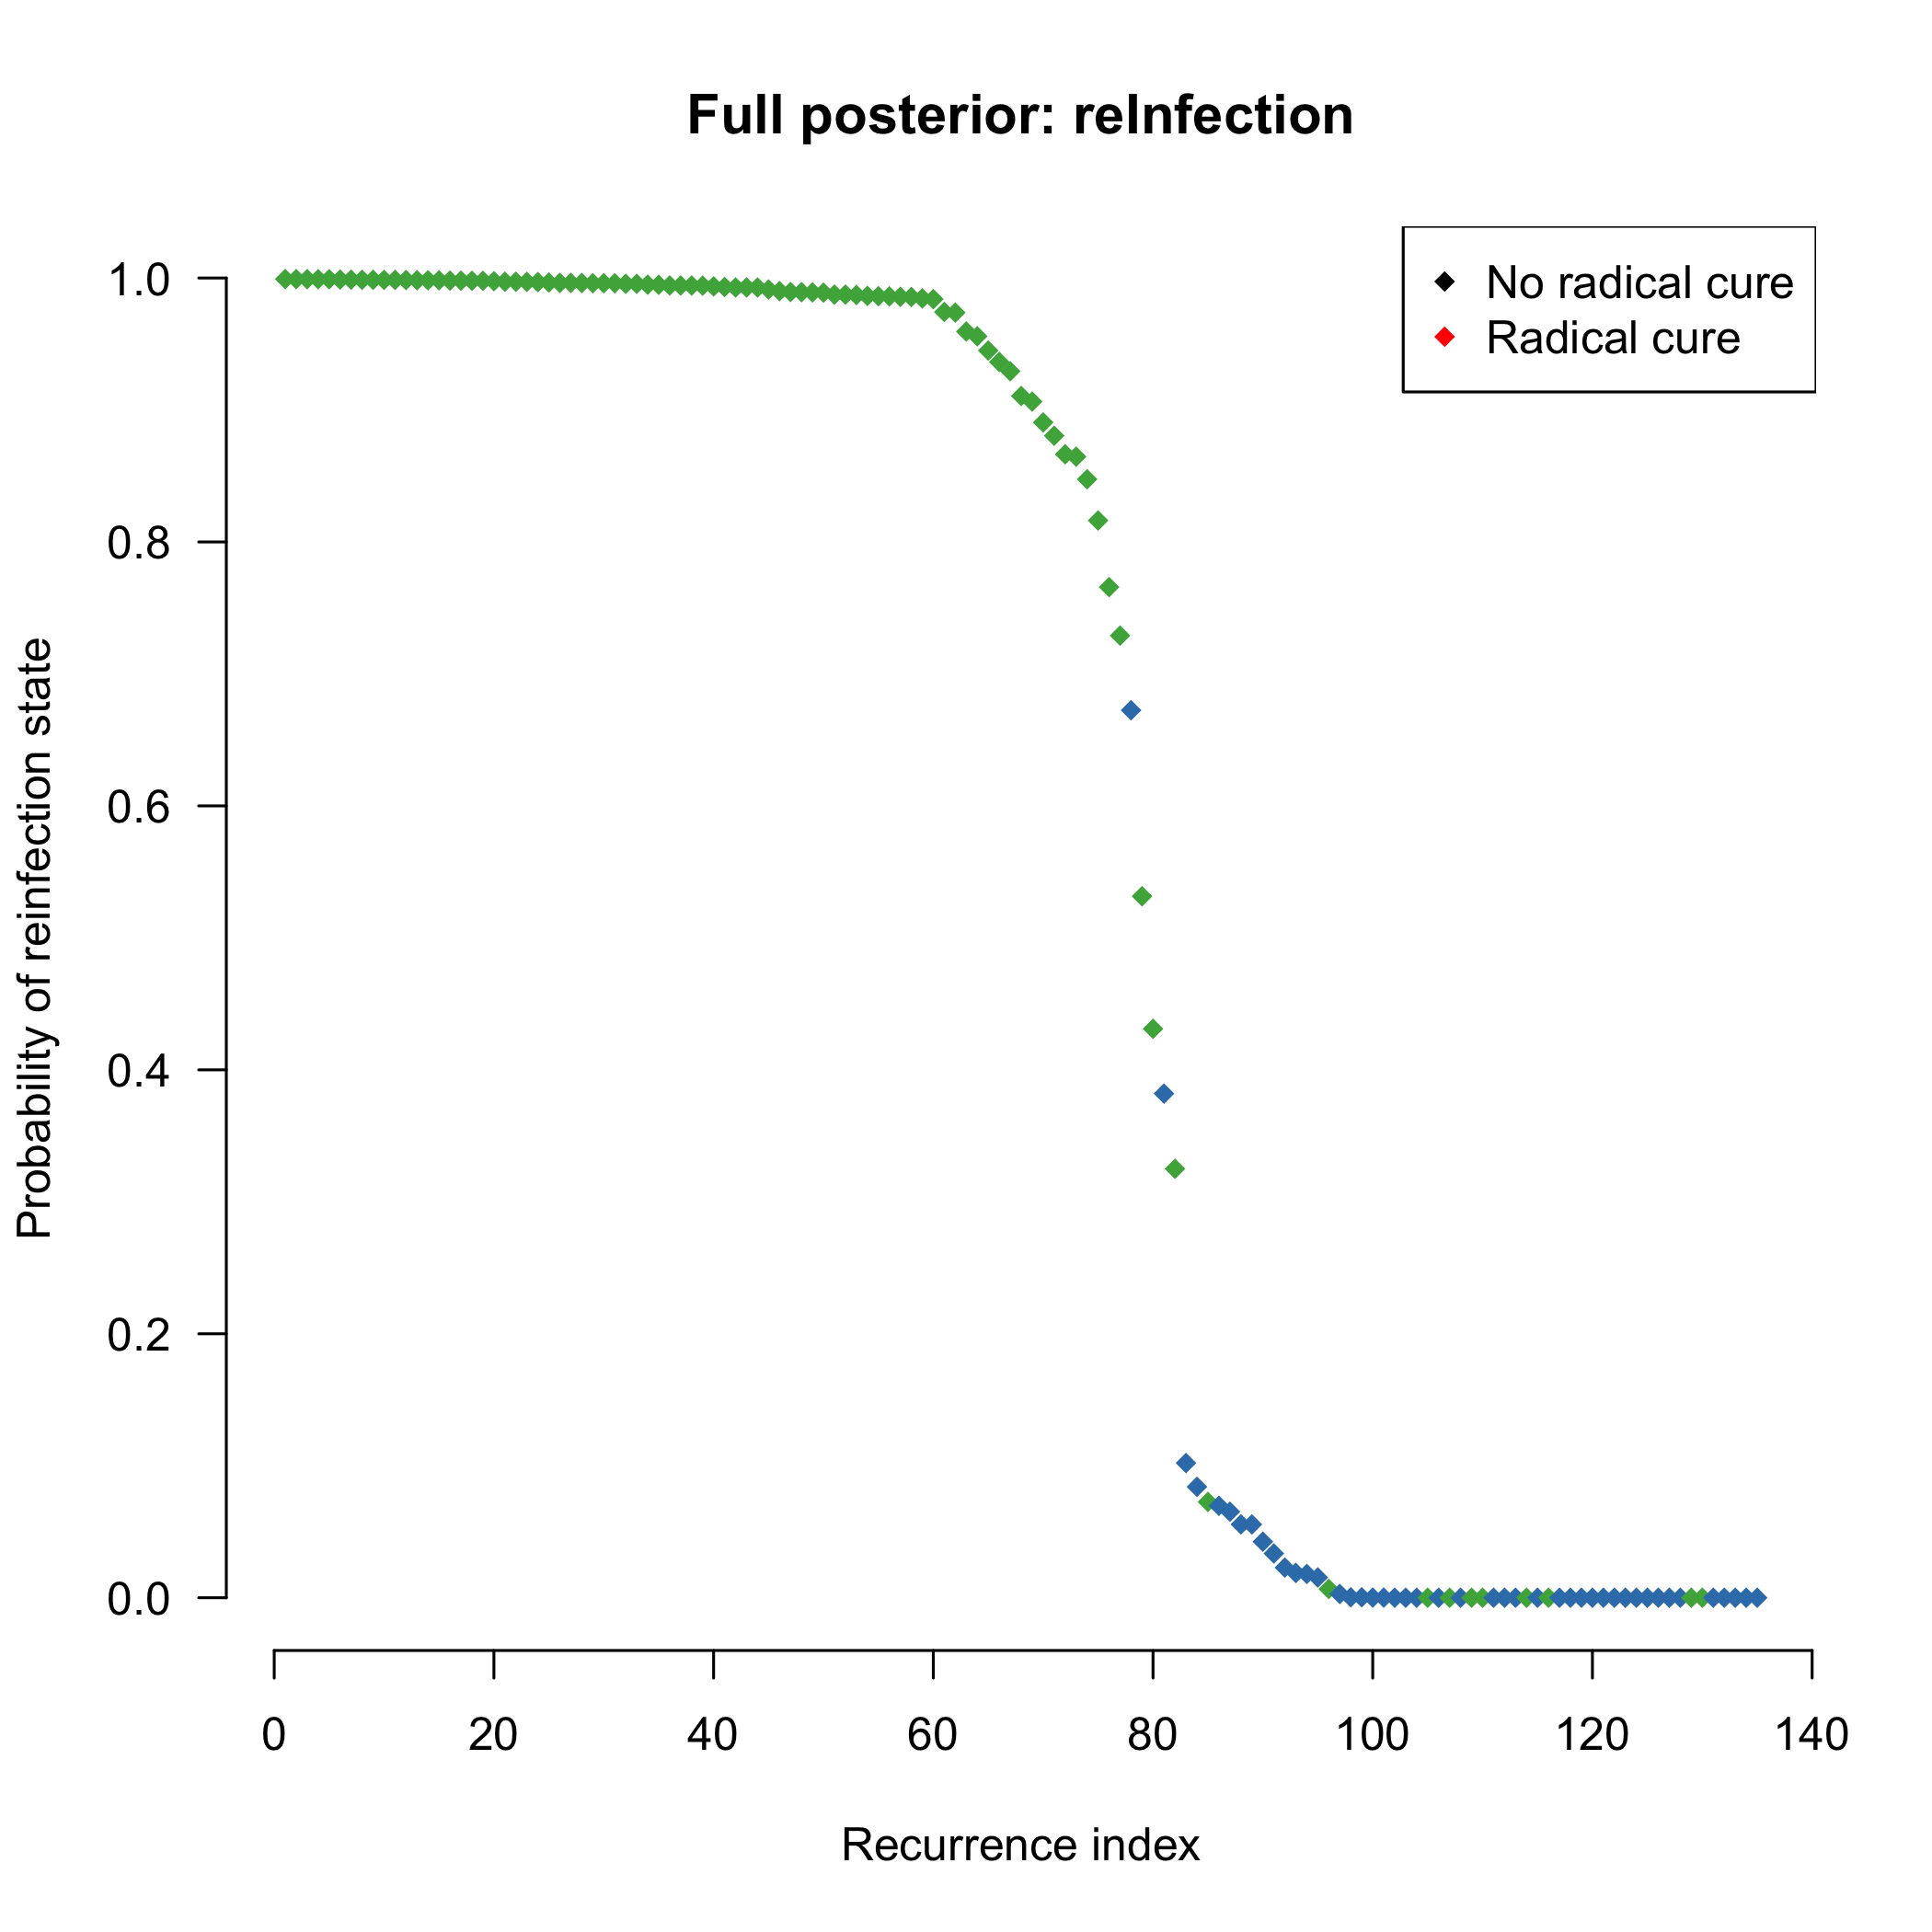 Full posterior: reInfection
No radical cure
Radical cure
1.0
0.8
0.6
0.4
0.2
0.0
Probability of reinfection state
0 20 40 60 80 100 120 140
Recurrence index